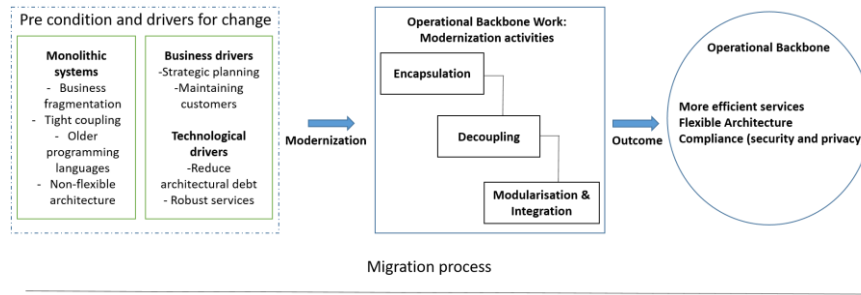 Pre condition and drivers for change
Monolithic
systems
- Business
fragmentation
- Tight coupling
- Older
programming
languages
- Non-flexible
architecture
Business drivers
-Strategic planning
-Maintaining
customers
Technological
drivers
-Reduce
architectural debt
- Robust services
Modernization
Operational Backbone Work:
Modernization activities
Encapsulation
Decoupling
Modularisation &
Integration
Outcome
Operational Backbone
More efficient services
Flexible Architecture
Compliance (security and privacy
Migration process